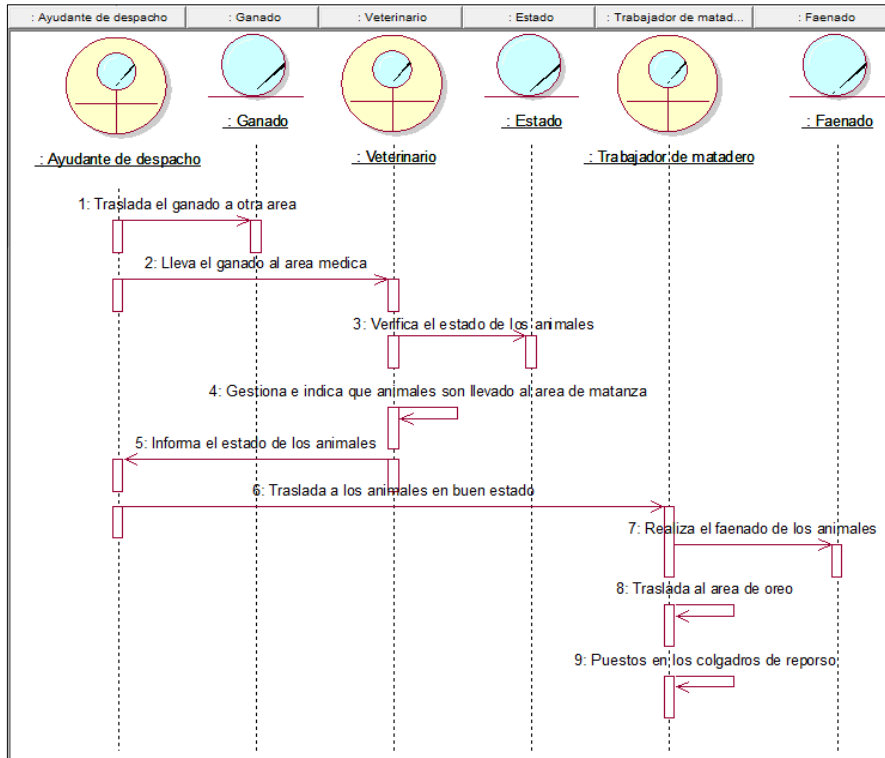 : Ayudante de despacho
: Ganado
: Veterinario
: Estado
: Trabajador de matad...
: Faenado
: Ganado
: Estado
: Faenado
: Ayudante de despacho
: Veterinario
: Trabajador de matadero
1: Traslada el ganado a otra area
2: Lleva el ganado al area medica
3: Verifica el estado de los animales
4: Gestiona e indica que animales son llevado al area de matanza
5: Informa el estado de los animales
6: Traslada a los animales en buen estado
7: Realiza el faenado de los animales
8: Traslada al area de oreo
9: Puestos en los colgadros de reporso